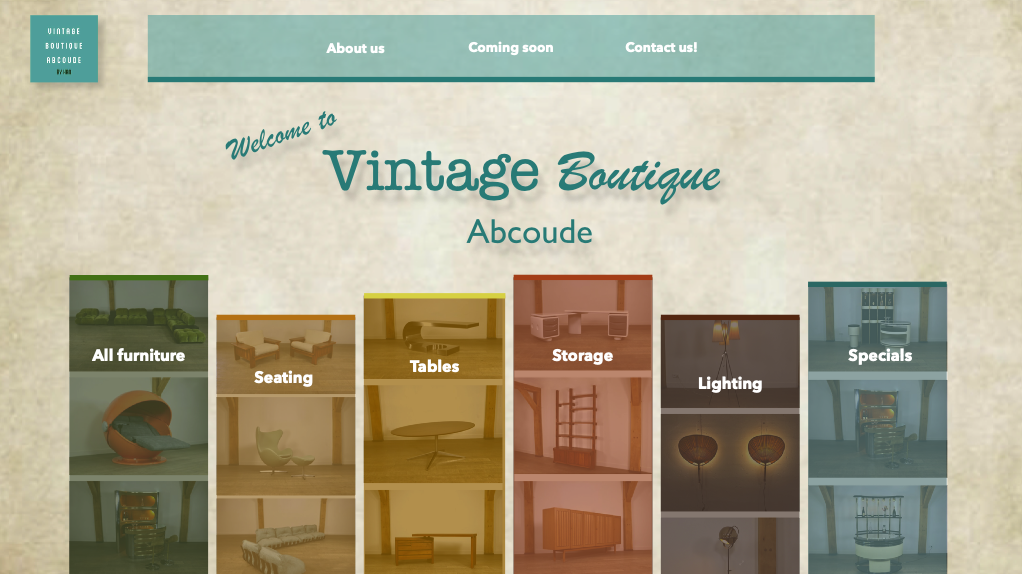 VINTAGE
BOUTIQUE
ABCOUDE
About us
Coming soon
Contact us!
Welcome to
Vintage Boutique
Abcoude
All furniture
Seating
Tables
Storage
Lighting
Specials